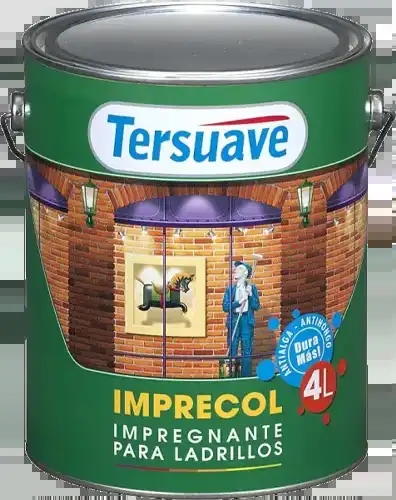 Tersuave
ANTIALGA - ANTIHONGO
Dura
Más!
4L
IMPRECOL
IMPREGNANTE
PARA LADRILLOS